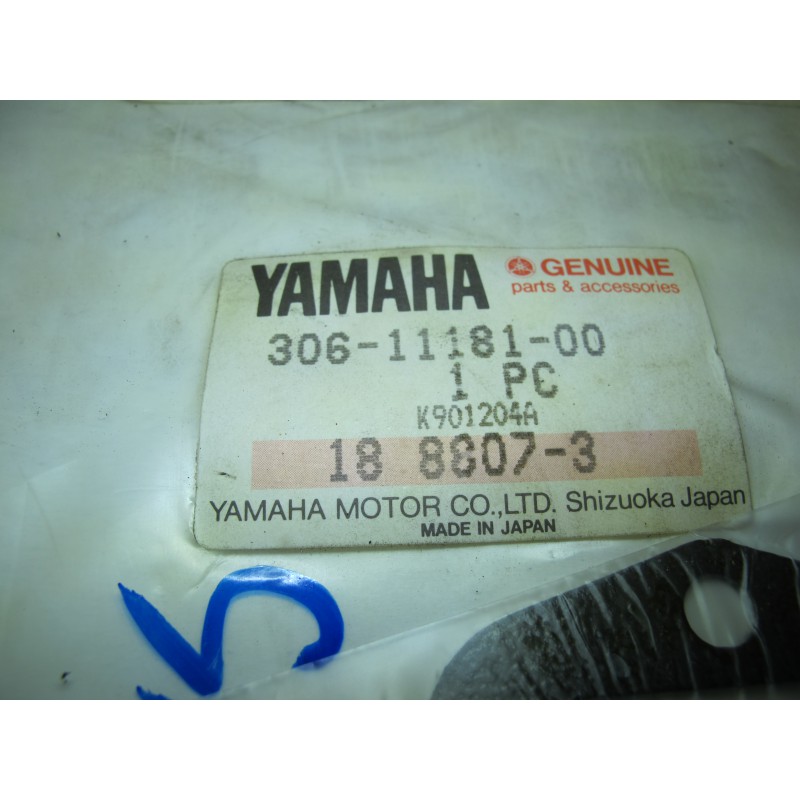 YAMAHA GENUINE
parts & accessories
306-11181-00
1 PC
K901204A
18 8607-3
YAMAHA MOTOR CO.,LTD. Shizuoka Japan
MADE IN JAPAN